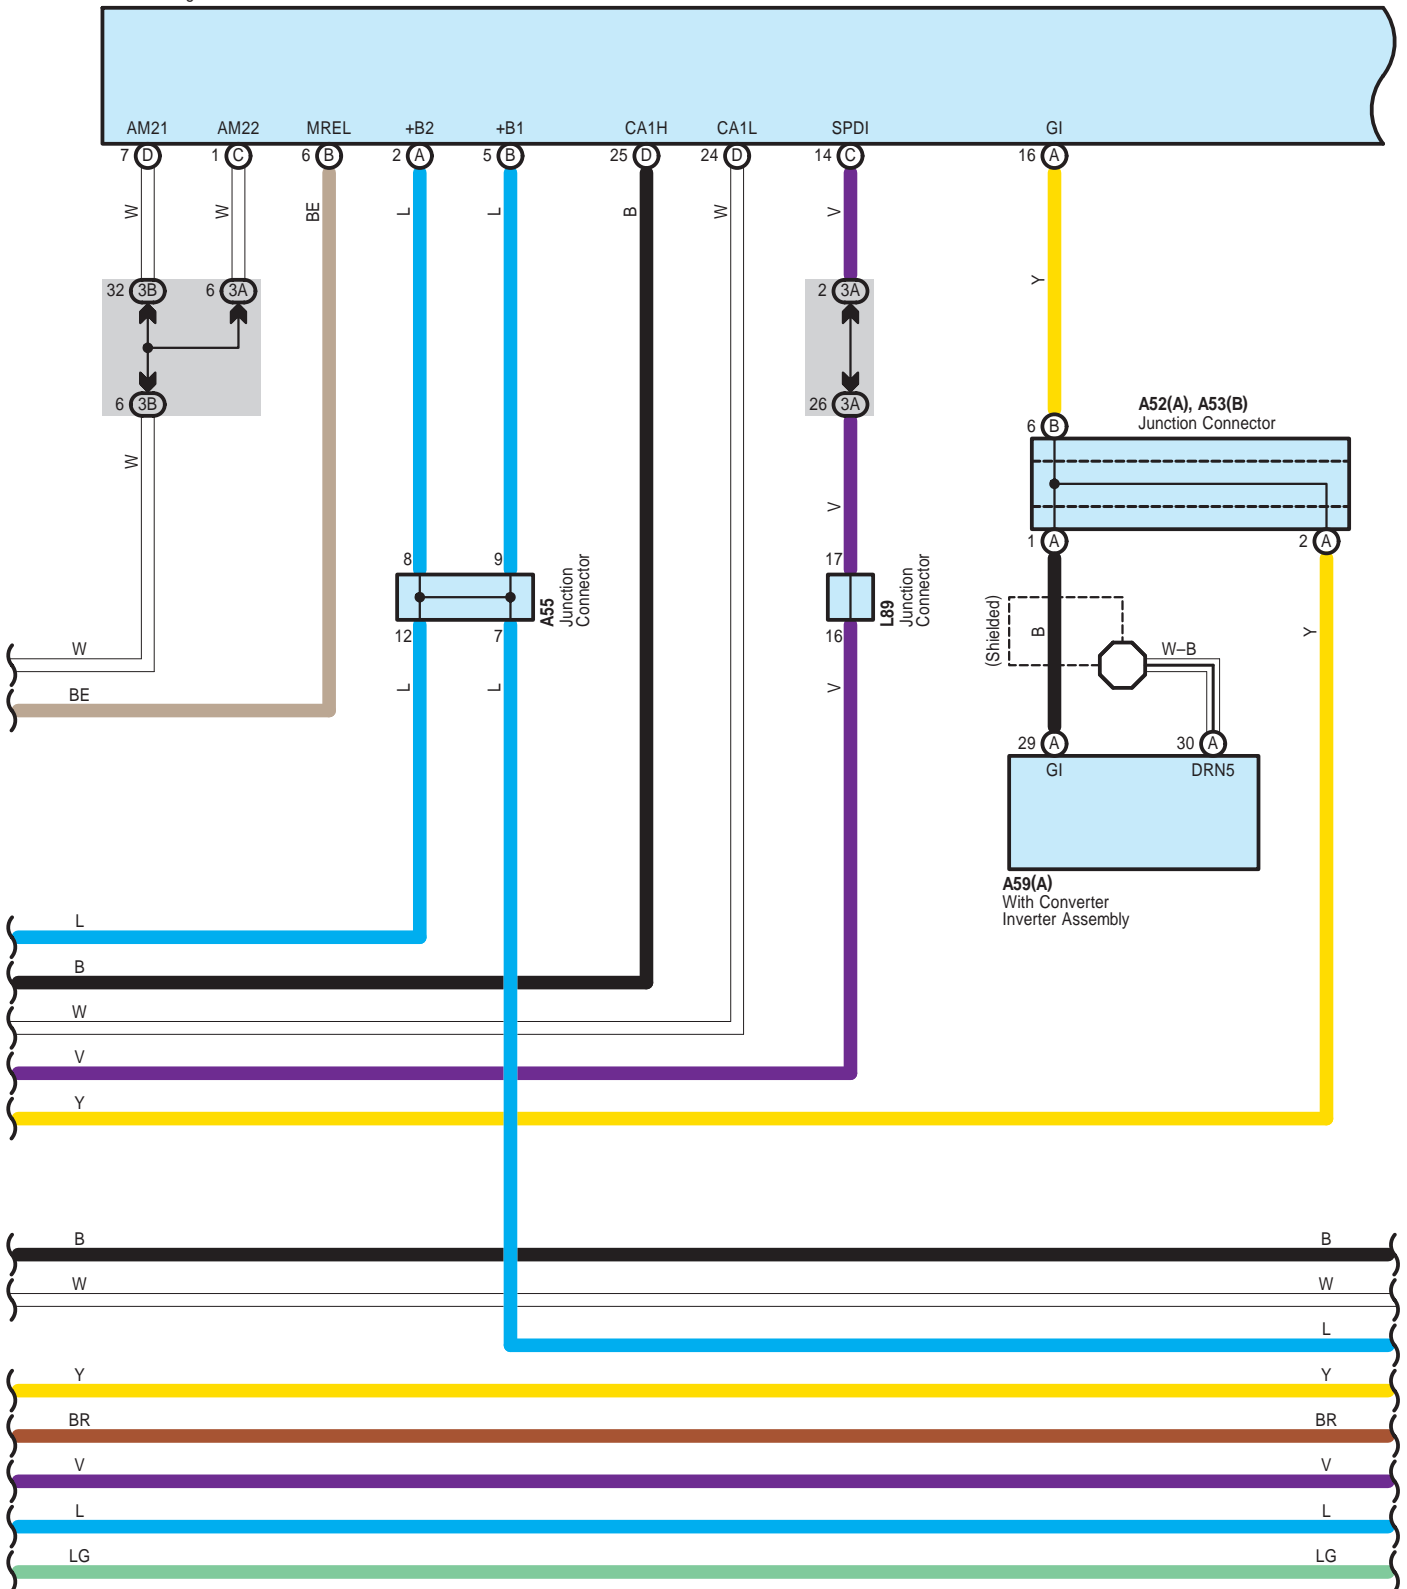 AM21 AM22 MREL +B2 +B1 CA1H CA1L SPDI GI
7 D 1 C 6 B 2 A 5 B 25 D 24 D 14 C 16 A
W W BE L L B W V Y
32 3B 6 3A 2 3A
6 3B 26 3A
A52(A), A53(B)
Junction Connector
6 B
W V
1 A 2 A
8 9 17
A55
Junction
Connector
L89
Junction
Connector
12 7 16
(Shielded)
B W–B Y
W
L L V
BE
29 A 30 A
GI DRN5
A59(A)
With Converter
Inverter Assembly
L
B
W
V
Y
B B
W W
L
Y Y
BR BR
V V
L L
LG LG